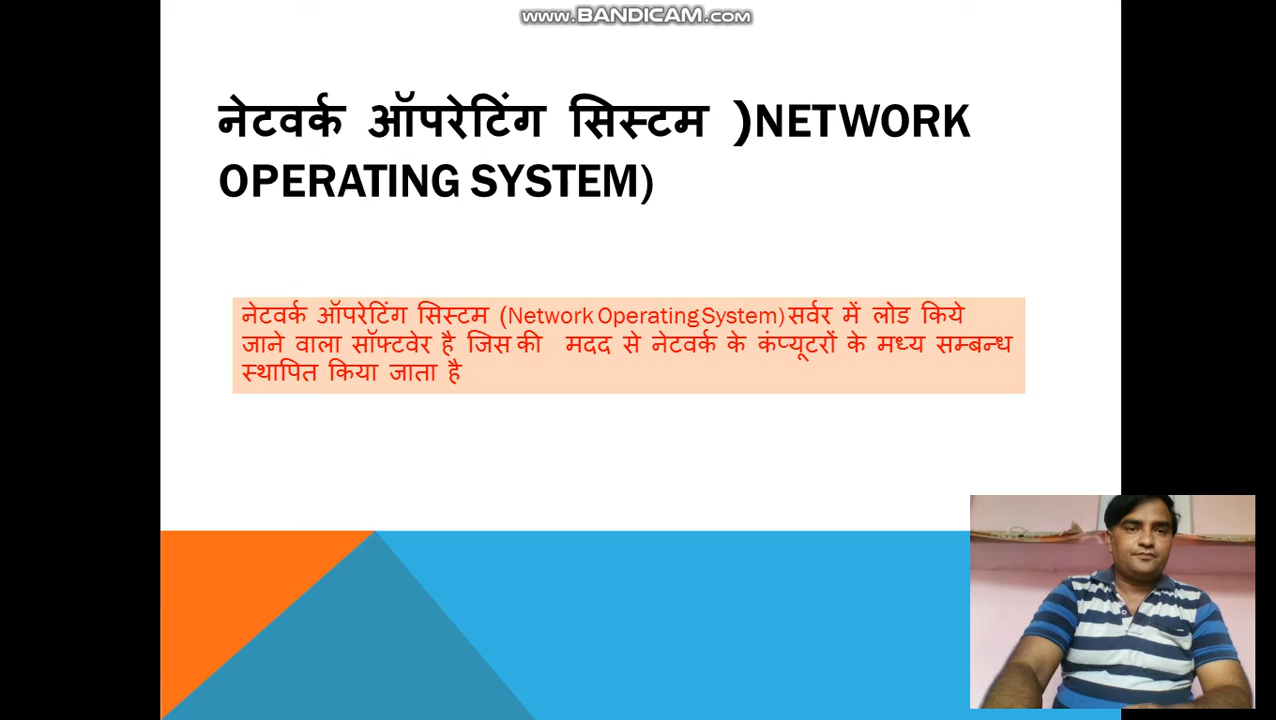 www.BANDICAM.com
नेटवर्क ऑपरेटिंग सिस्टम )NETWORK
OPERATING SYSTEM)
नेटवर्क ऑपरेटिंग सिस्टम (Network Operating System) सर्वर में लोड किये
जाने वाला सॉफ्टवेर है जिस की मदद से नेटवर्क के कंप्यूटरों के मध्य सम्बन्ध
स्थापित किया जाता है